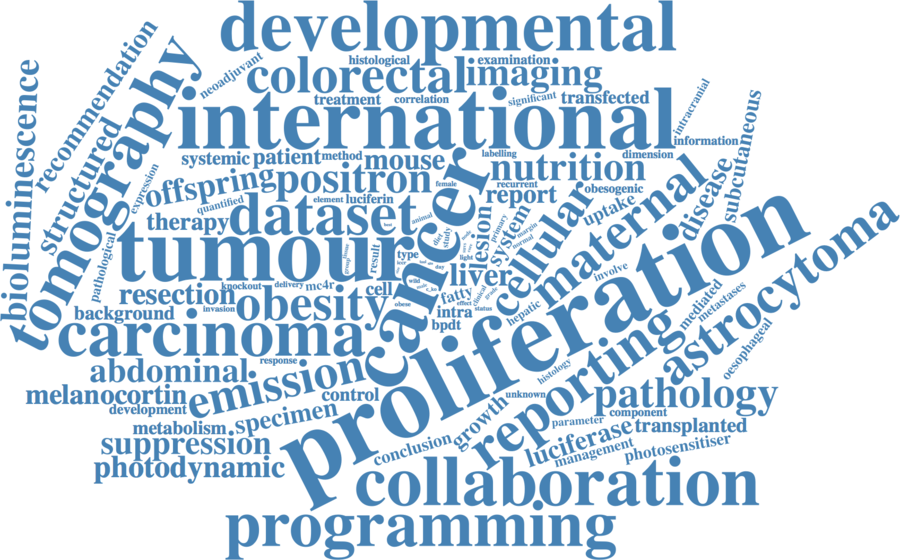 developmental
histological
examination
neoadjuvant
colorectal
imaging
recommendation
treatment
correlation
significant
transfected
intracranial
international
bioluminescence
structured
tomography
information
systemic
patient
method
mouse
labelling
dimension
nutrition
subcutaneous
expression
offspring
positron
female
recurrent
obesogenic
quantified
element
luciferin
report
uptake
disease
therapy
dataset
animal
cancer
lesion
primary
system
margin
normal
cellular
maternal
tumour
diet
study
result
type
light
pathological
knockout
delivery
mc4r
cell
liver
wild
involve
resection
invasion
obesity
obese
fatty
effect
clinical
grade
status
hepatic
mediated
metastases
background
intra
bpdt
proliferation
astrocytoma
carcinoma
response
oesophageal
abdominal
emission
histology
reporting
melanocortin
control
unknown
pathology
development
specimen
growth
parameter
component
metabolism
luciferase
transplanted
suppression
conclusion
management
photosensitiser
photodynamic
collaboration
programming